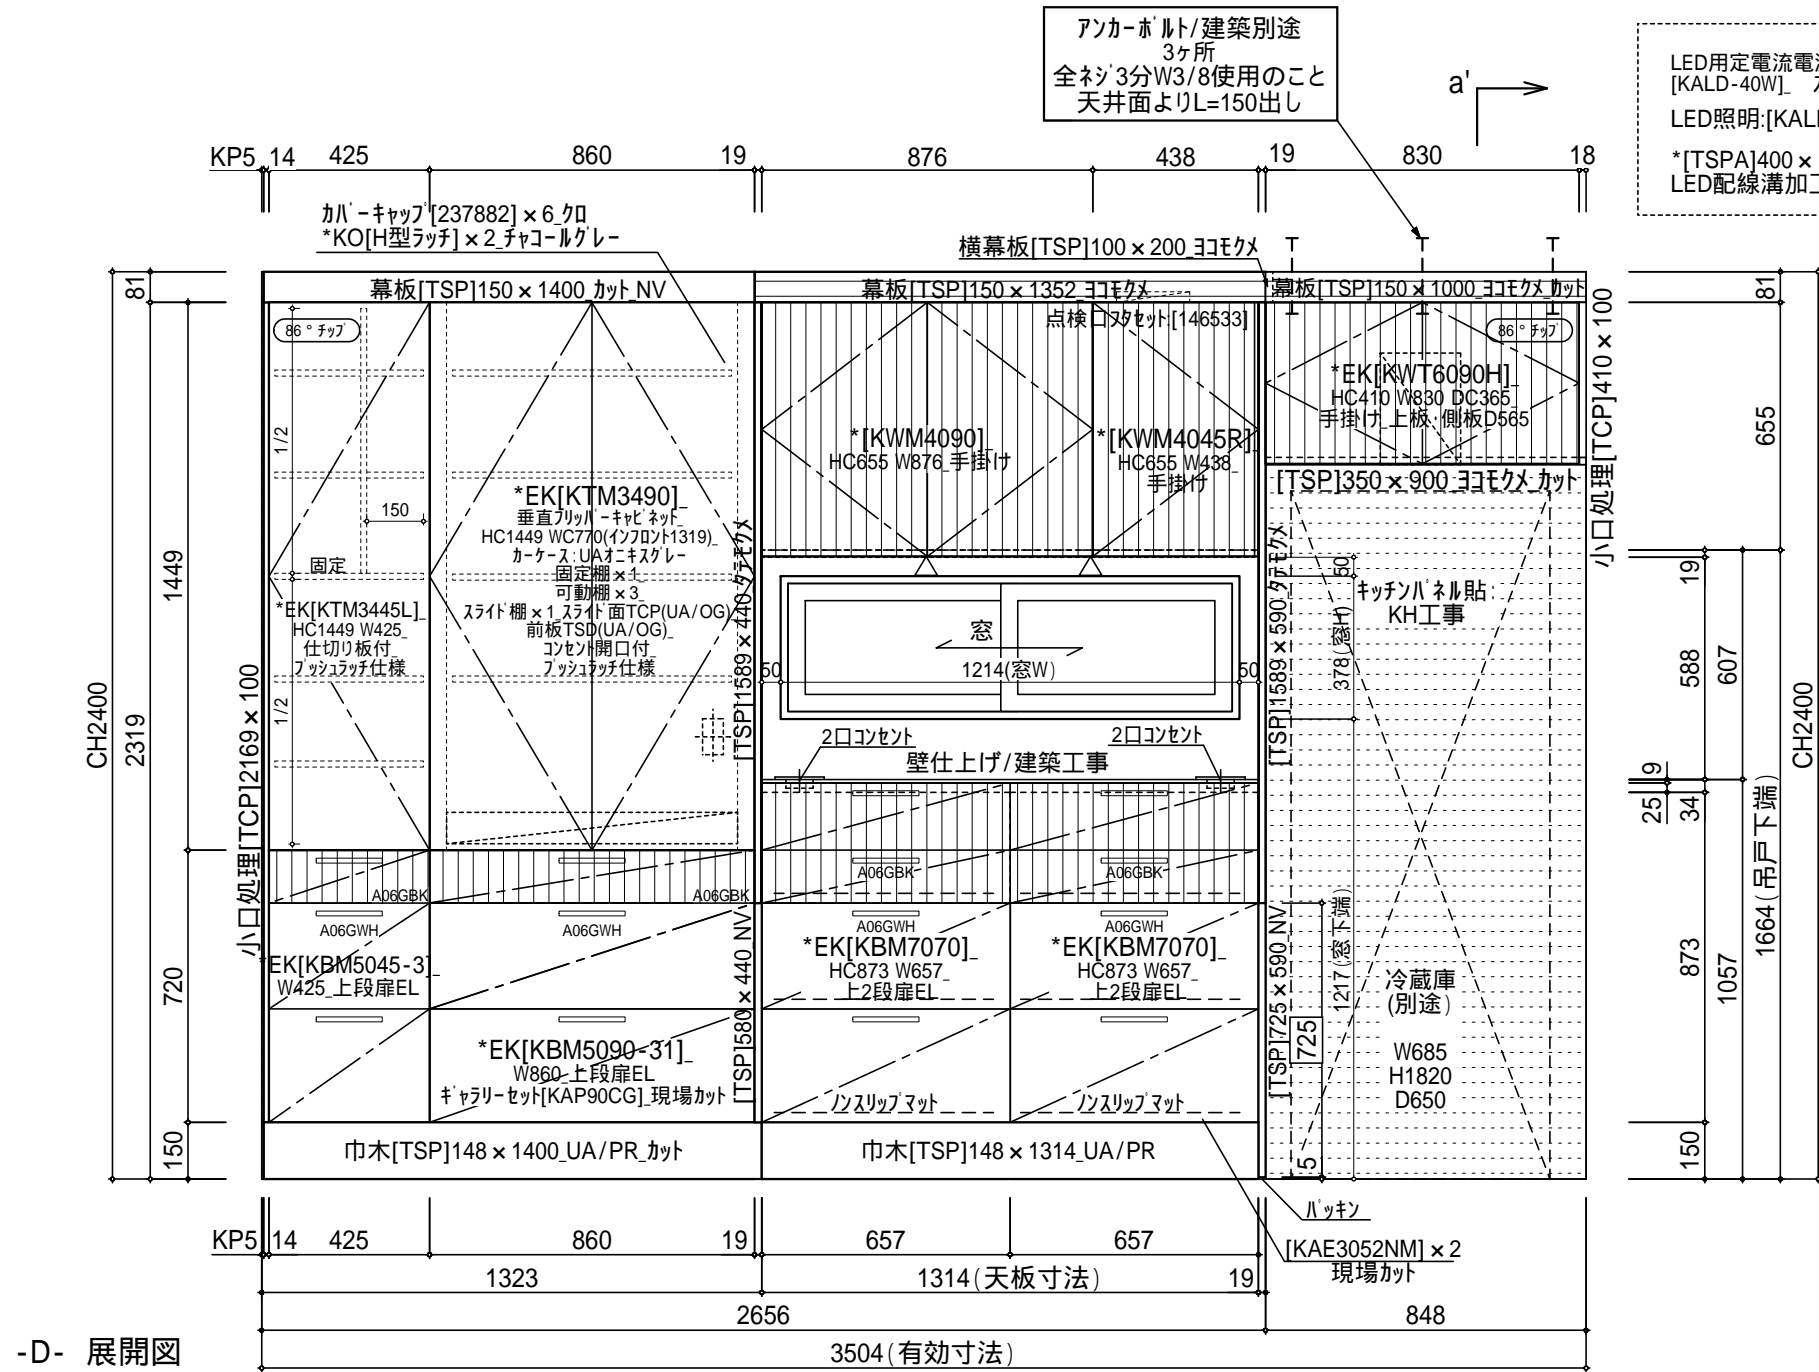 アンカーボルト/建築別途
3ヶ所
全ネジ3分W3/8使用のこと
天井面よりL=150出し
a'
[KALD-40W]_
LED照明:
*[TSPA]400×
KP5 14 425 860 19 876 438 19 830 18
カバーキャップ[237882]×6_クロ
*KO[H型ラッチ]×2_チャコールグレー
横幕板[TSP]100×200_ヨコモクメ
幕板[TSP]150×1400_カット_NV
幕板[TSP]150×1352_ヨコモクメ
幕板[TSP]150×1000_ヨコモクメ_カット
点検口フタセット:[146533]
86°チップ
86°チップ
*EK[KWT6090H]_
HC410 W830 DC365_
手掛け_上板・側板D565
小口処理[TCP]410×100
[TSP]350×900_ヨコモクメ_カット
*[KWM4090]_
HC655 W876_手掛け
*[KWM4045R]_
HC655 W438_
手掛け
1/2
150
固定
1/2
*EK[KTM3490]_
垂直フリッパーキャビネット_
HC1449 WC770(インフロント1319)_
カーケース:UAオニキスグレー
固定棚×1_
可動棚×3_
スライド棚×1_スライド面TCP(UA/OG)
前板TSD(UA/OG)_
コンセント開口付_
プッシュラッチ仕様
*EK[KTM3445L]_
HC1449 W425_
仕切り板付_
プッシュラッチ仕様
[TSP]1589×440_タテモクメ
[TSP]1589×590_タテモクメ
キッチンパネル貼:
KH工事
窓
50 1214(窓W) 50
50
378(窓H)
1217(窓下端)
2口コンセント
2口コンセント
壁仕上げ/建築工事
小口処理[TCP]2169×100
A06GBK
A06GBK
A06GBK
A06GBK
A06GWH
A06GWH
A06GWH
A06GWH
*EK[KBM5045-3]_
W425_上段扉EL
*EK[KBM5090-31]_
W860_上段扉EL
ギャラリーセット[KAP90CG]_現場カット
*EK[KBM7070]_
HC873 W657_
上2段扉EL
*EK[KBM7070]_
HC873 W657_
上2段扉EL
ノンスリップマット
ノンスリップマット
[TSP]580×440_NV
[TSP]725×590_NV
725
5
冷蔵庫
(別途)
W685
H1820
D650
巾木[TSP]148×1400_UA/PR_カット
巾木[TSP]148×1314_UA/PR
パッキン
[KAE3052NM]×2
現場カット
CH2400
81
2319
1449
720
150
81
655
19
588
607
9
25
34
873
1057
150
1664(吊戸下端)
CH2400
KP5 14 425 860 19 657 657
1323 1314(天板寸法) 19
2656 848
3504(有効寸法)
-D- 展開図